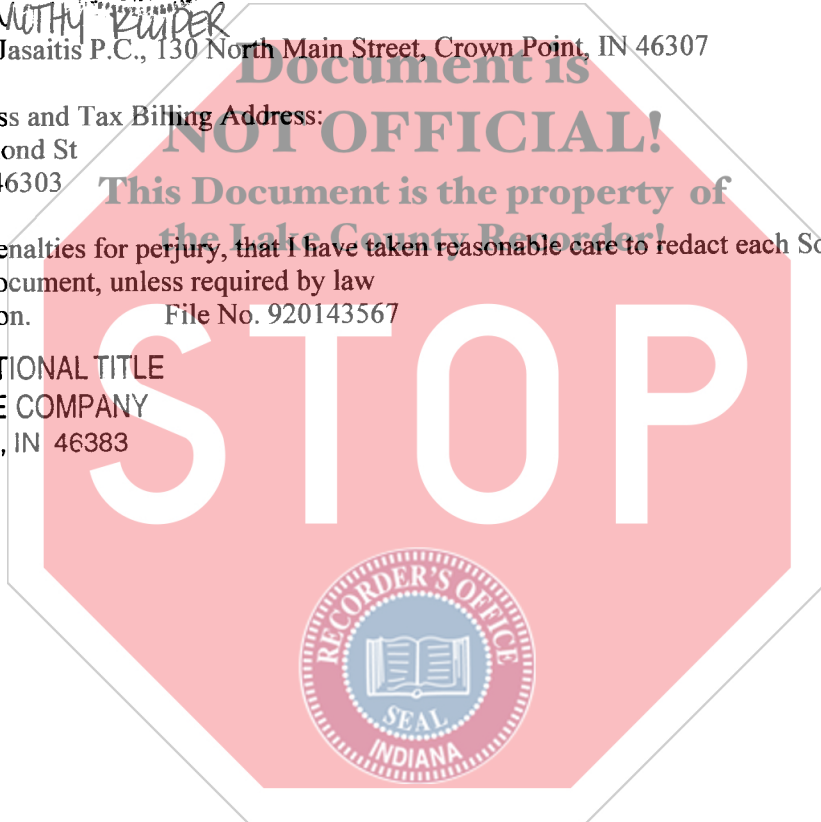 Jasaitis P.C., 130 North Main Street, Crown Point, IN 46307
Document is
ss and Tax Billing Address:
NOT OFFICIAL!
ond St
46303
This Document is the property of
the Lake County Recorder!
enalties for perjury, that I have taken reasonable care to redact each So
ocument, unless required by law
on. File No. 920143567
TIONAL TITLE
E COMPANY
, IN 46383
STOP
RECORDER'S OFFICE
SEAL
INDIANA